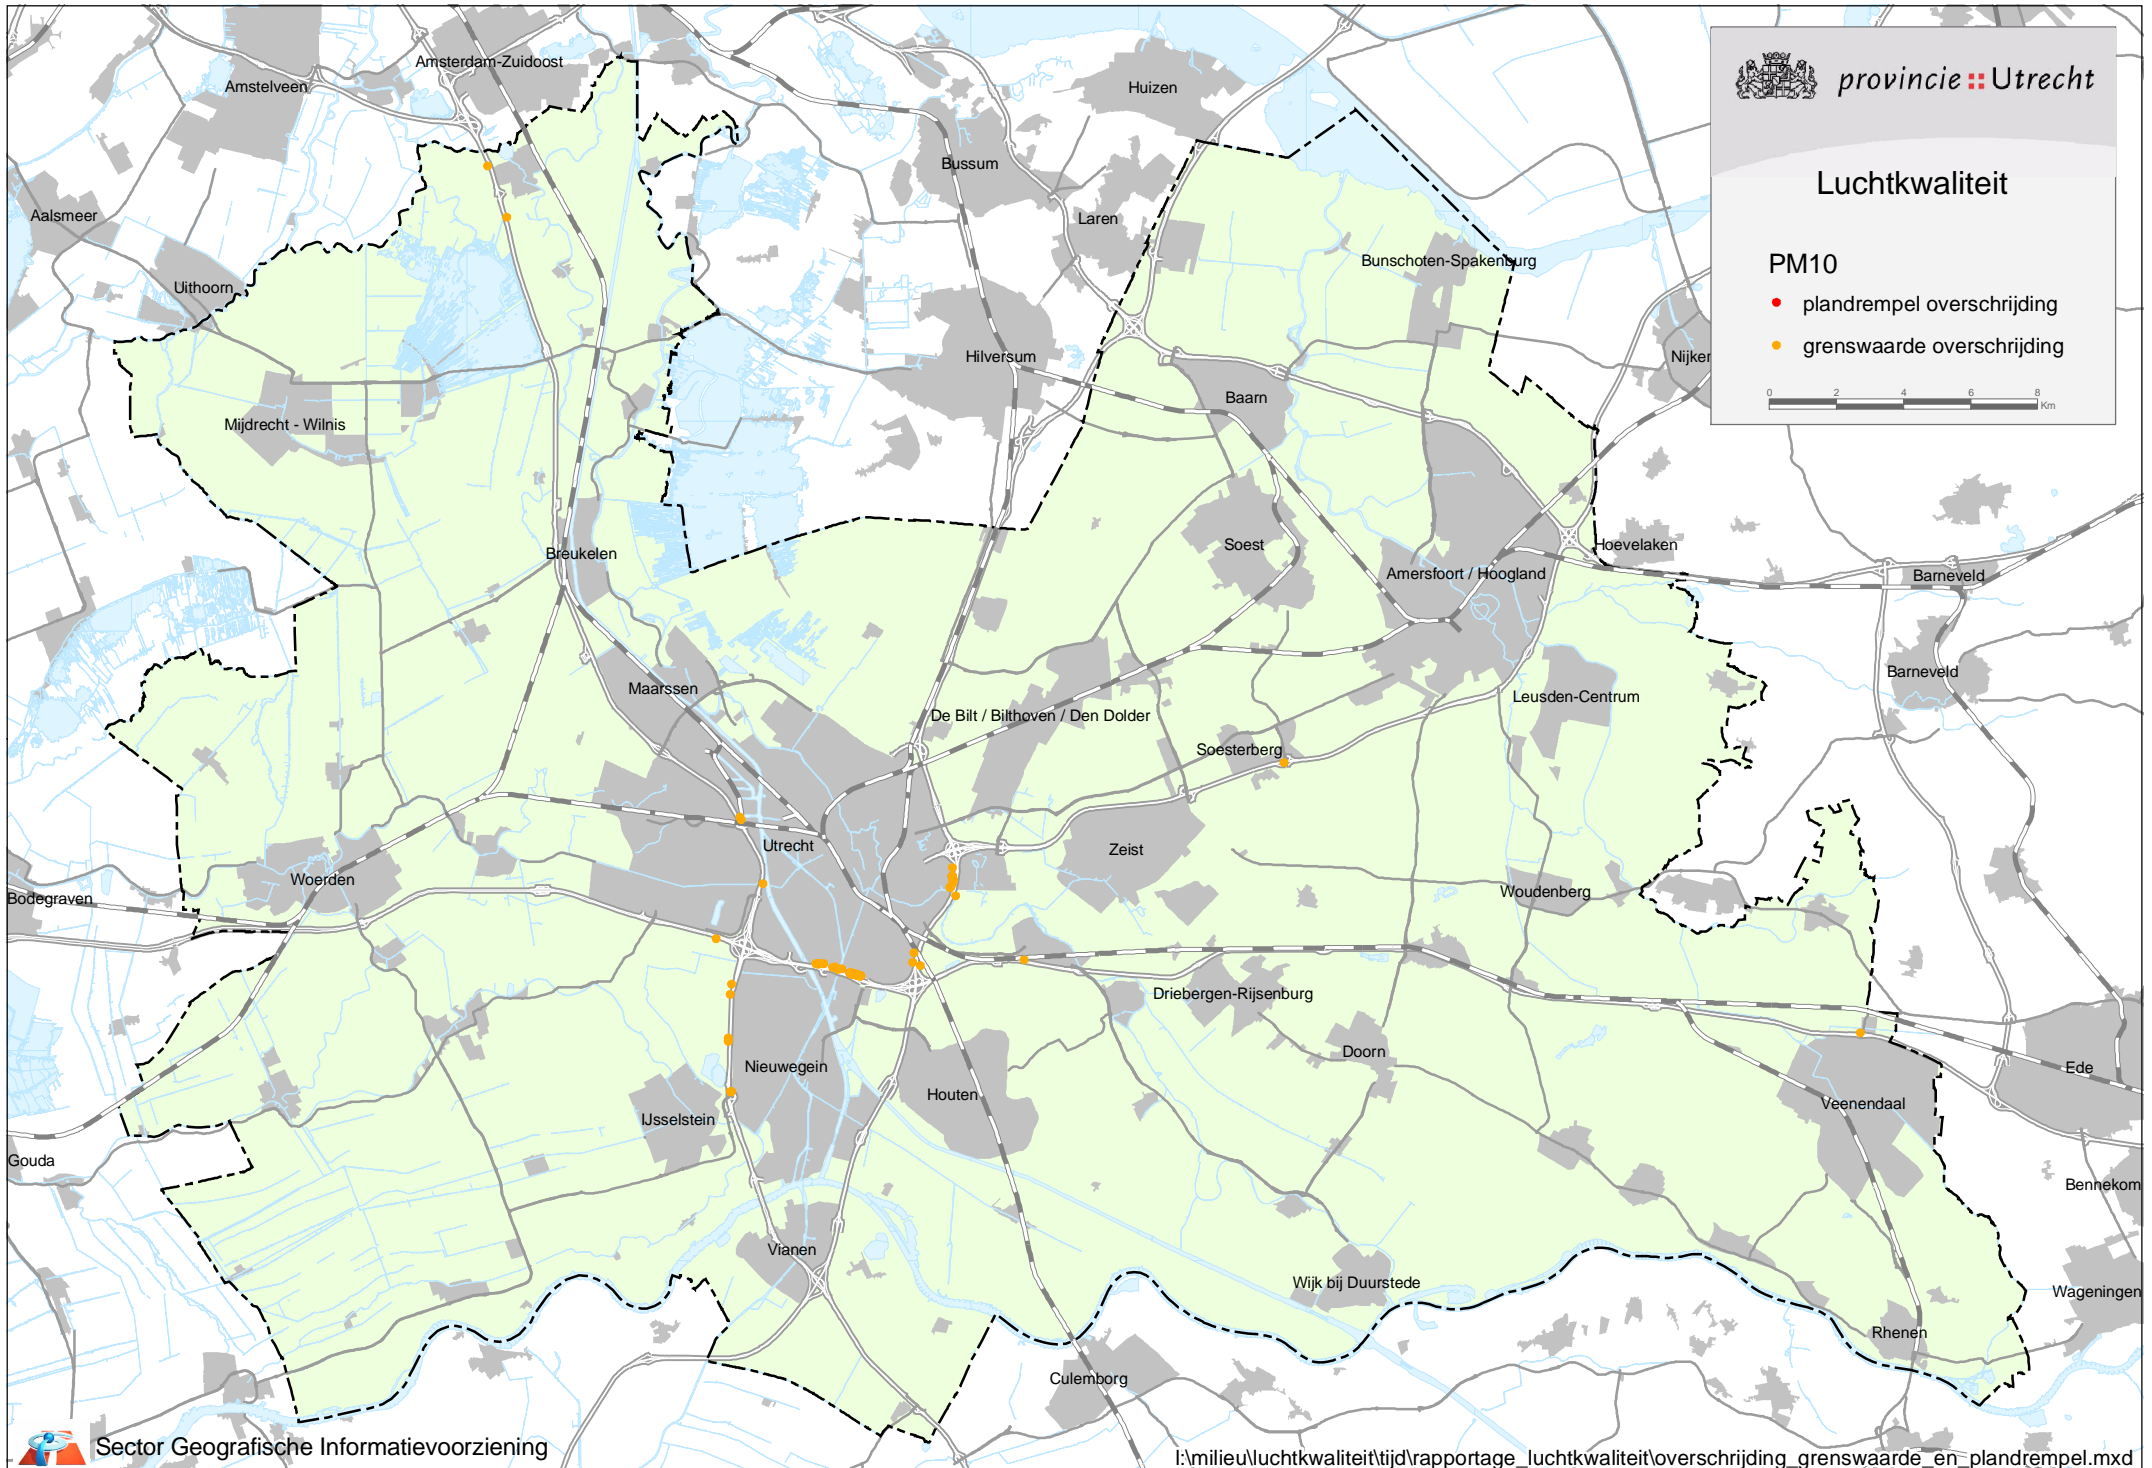 Amsterdam-Zuidoost
Amstelveen
Huizen
provincie::Utrecht
Bussum
Luchtkwaliteit
Aalsmeer
Laren
Bunschoten-Spakenburg
PM10
Uithoorn
plandrempel overschrijding
Hilversum
Nijker
grenswaarde overschrijding
Baarn
0 2 4 6 8
Km
Mijdrecht - Wilnis
Breukelen
Soest
Hoevelaken
Amersfoort / Hoogland
Barneveld
Barneveld
Maarssen
Leusden-Centrum
De Bilt / Bilthoven / Den Dolder
Soesterberg
Utrecht
Zeist
Woerden
Woudenberg
Bodegraven
Driebergen-Rijsenburg
Doorn
Nieuwegein
Ede
Houten
Veenendaal
IJsselstein
Gouda
Bennekom
Vianen
Wijk bij Duurstede
Wageningen
Rhenen
Culemborg
Sector Geografische Informatievoorziening
I:\milieu\luchtkwaliteit\tijd\rapportage_luchtkwaliteit\overschrijding_grenswaarde_en_plandrempel.mxd